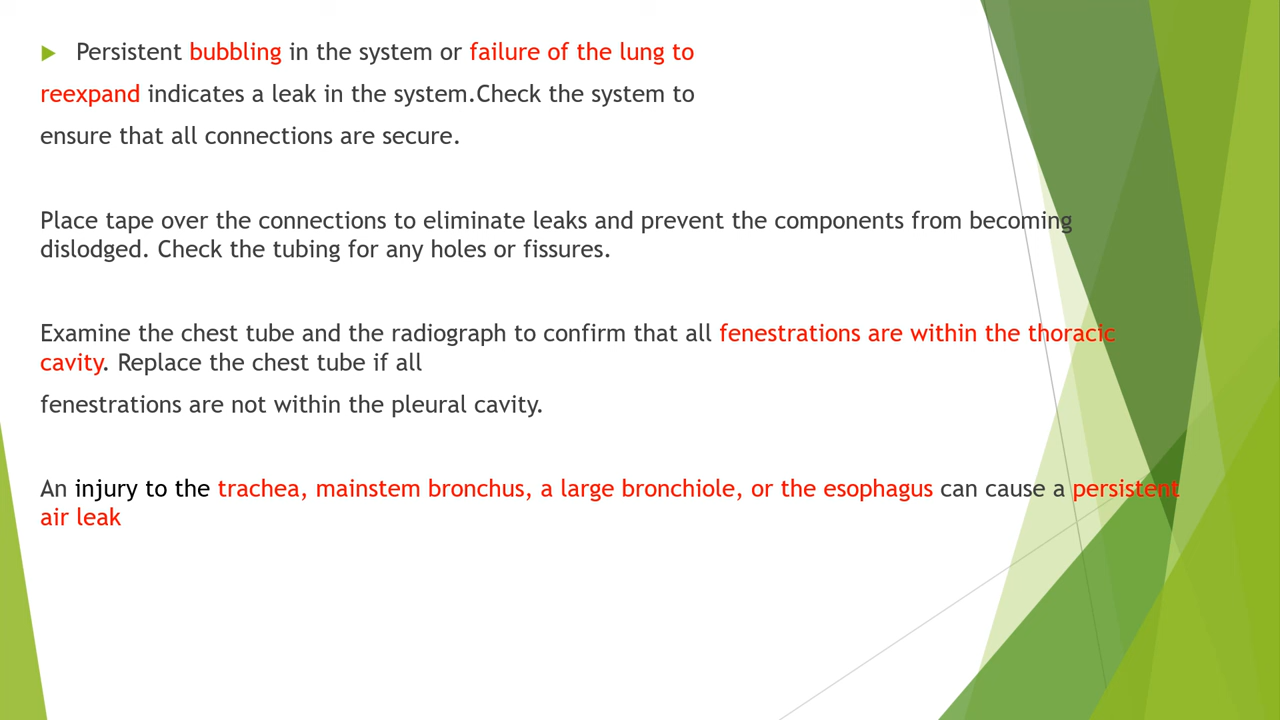 Persistent bubbling in the system or failure of the lung to
reexpand indicates a leak in the system.Check the system to
ensure that all connections are secure.
Place tape over the connections to eliminate leaks and prevent the components from becoming
dislodged. Check the tubing for any holes or fissures.
Examine the chest tube and the radiograph to confirm that all fenestrations are within the thoracic
cavity. Replace the chest tube if all
fenestrations are not within the pleural cavity.
An injury to the trachea, mainstem bronchus, a large bronchiole, or the esophagus can cause a persistent
air leak